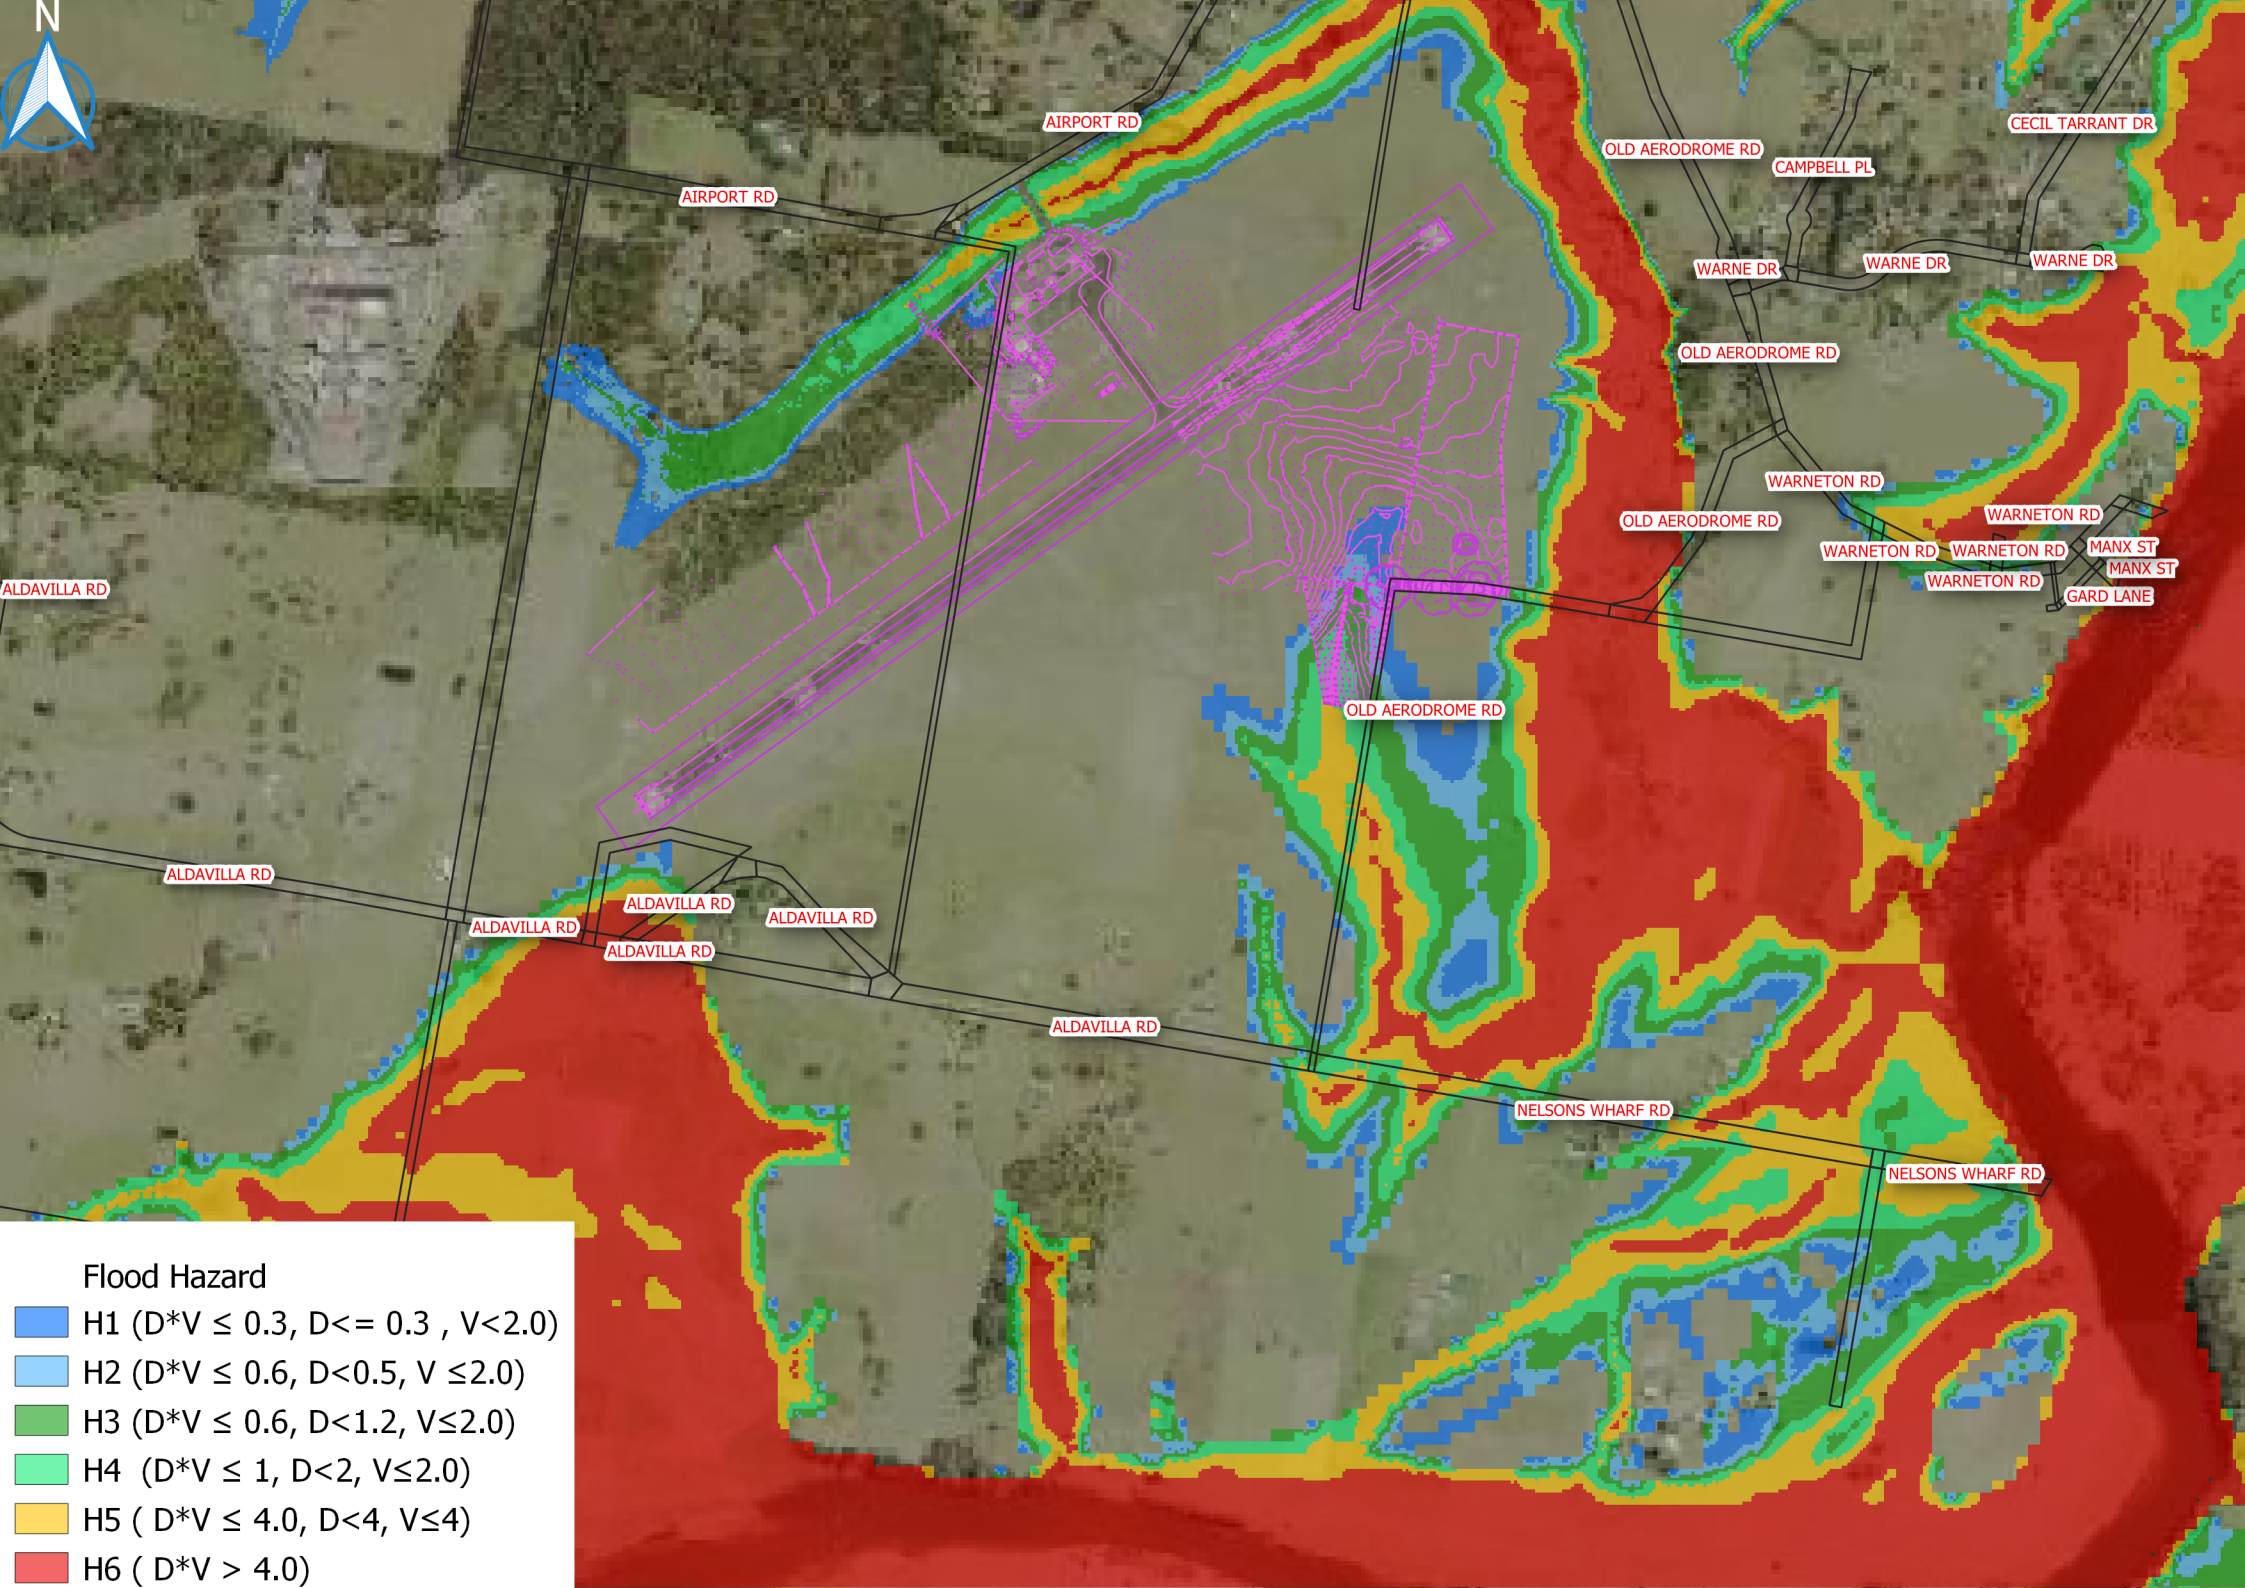 N
AIRPORT RD
CECIL TARRANT DR
OLD AERODROME RD
CAMPBELL PL
AIRPORT RD
WARNE DR
WARNE DR
WARNE DR
OLD AERODROME RD
WARNETON RD
WARNETON RD
OLD AERODROME RD
WARNETON RD
WARNETON RD
MANX ST
MANX ST
WARNETON RD
ALDAVILLA RD
GARD LANE
OLD AERODROME RD
ALDAVILLA RD
ALDAVILLA RD
ALDAVILLA RD
ALDAVILLA RD
ALDAVILLA RD
ALDAVILLA RD
NELSONS WHARF RD
NELSONS WHARF RD
Flood Hazard
H1 (D*V ≤ 0.3, D<= 0.3 , V<2.0)
H2 (D*V ≤ 0.6, D<0.5, V ≤2.0)
H3 (D*V ≤ 0.6, D<1.2, V≤2.0)
H4 (D*V ≤ 1, D<2, V≤2.0)
H5 ( D*V ≤ 4.0, D<4, V≤4)
H6 ( D*V > 4.0)